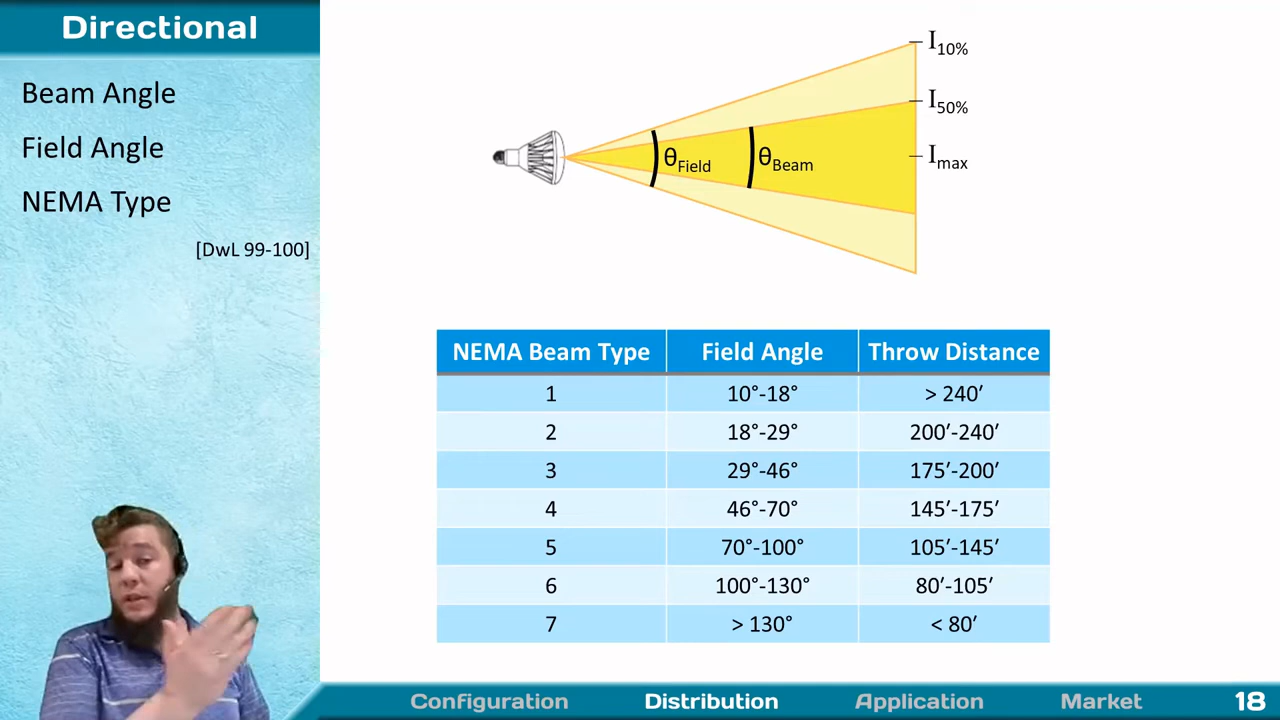 Directional
Beam Angle
Field Angle
NEMA Type
[DwL 99-100]
I10%
I50%
Imax
θField
θBeam
NEMA Beam Type Field Angle Throw Distance
1 10°-18° > 240′
2 18°-29° 200′-240′
3 29°-46° 175′-200′
4 46°-70° 145′-175′
5 70°-100° 105′-145′
6 100°-130° 80′-105′
7 > 130° < 80′
Configuration Distribution Application Market 18